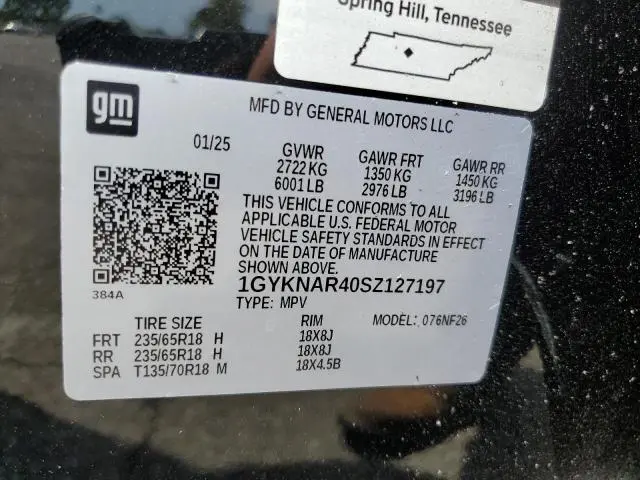 Spring Hill, Tennessee
gm
MFD BY GENERAL MOTORS LLC
01/25
GVWR GAWR FRT GAWR RR
2722 KG 1350 KG 1450 KG
6001 LB 2976 LB 3196 LB
THIS VEHICLE CONFORMS TO ALL
APPLICABLE U.S. FEDERAL MOTOR
VEHICLE SAFETY STANDARDS IN EFFECT
ON THE DATE OF MANUFACTURE
SHOWN ABOVE.
384A
1GYKNAR40SZ127197
TYPE: MPV MODEL: 076NF26
TIRE SIZE RIM
FRT 235/65R18 H 18X8J
RR 235/65R18 H 18X8J
SPA T135/70R18 M 18X4.5B